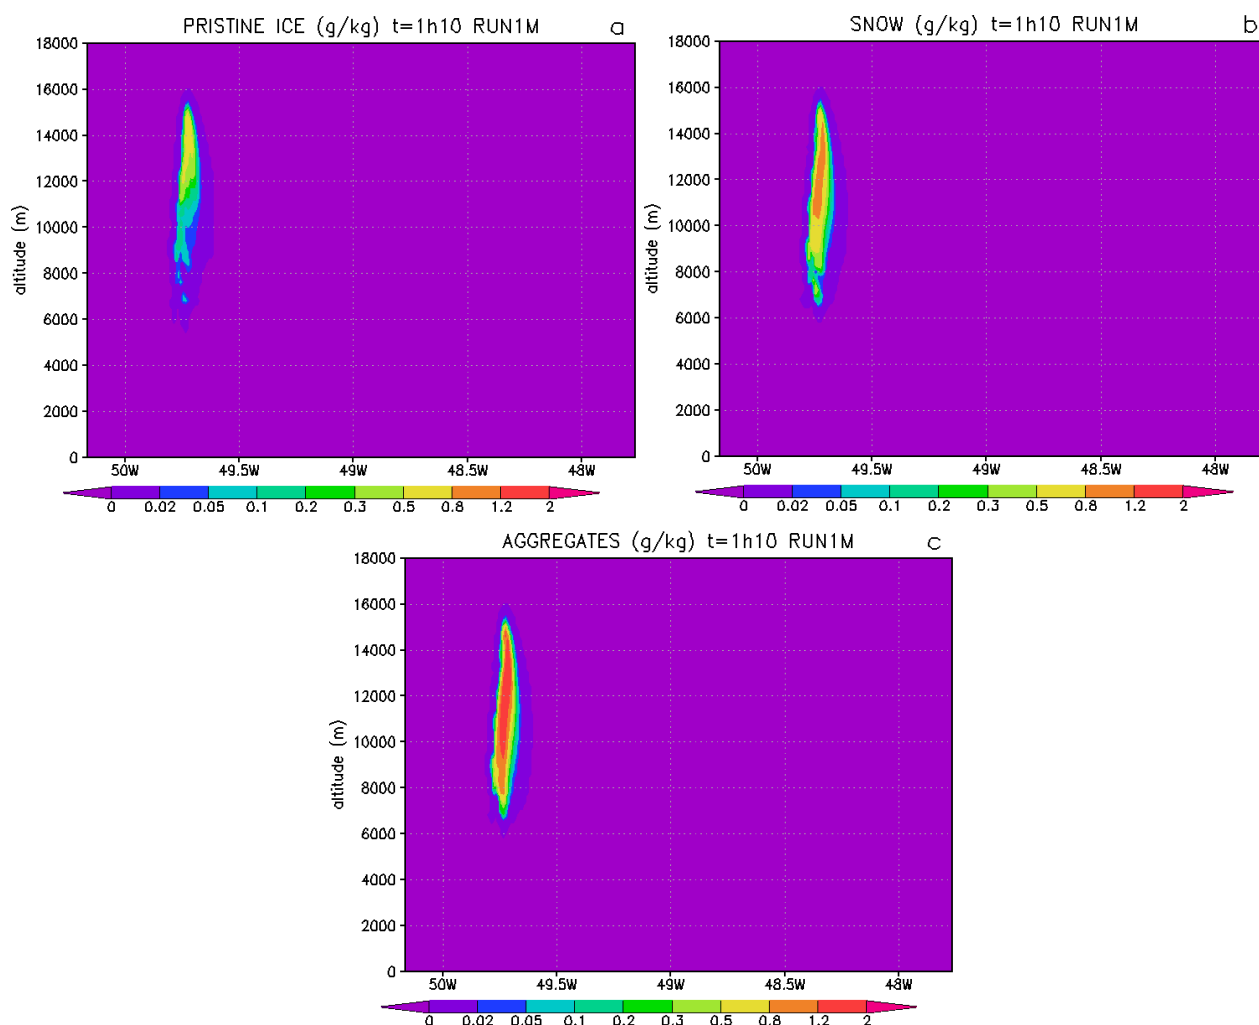 PRISTINE ICE (g/kg) t=1h10 RUN1M
a
18000
16000
14000
12000
10000
8000
6000
4000
2000
0
altitude (m)
50W 49.5W 49W 48.5W 48W
0 0.02 0.05 0.1 0.2 0.3 0.5 0.8 1.2 2
SNOW (g/kg) t=1h10 RUN1M
b
18000
16000
14000
12000
10000
8000
6000
4000
2000
0
altitude (m)
50W 49.5W 49W 48.5W 48W
0 0.02 0.05 0.1 0.2 0.3 0.5 0.8 1.2 2
AGGREGATES (g/kg) t=1h10 RUN1M
c
18000
16000
14000
12000
10000
8000
6000
4000
2000
0
altitude (m)
50W 49.5W 49W 48.5W 48W
0 0.02 0.05 0.1 0.2 0.3 0.5 0.8 1.2 2